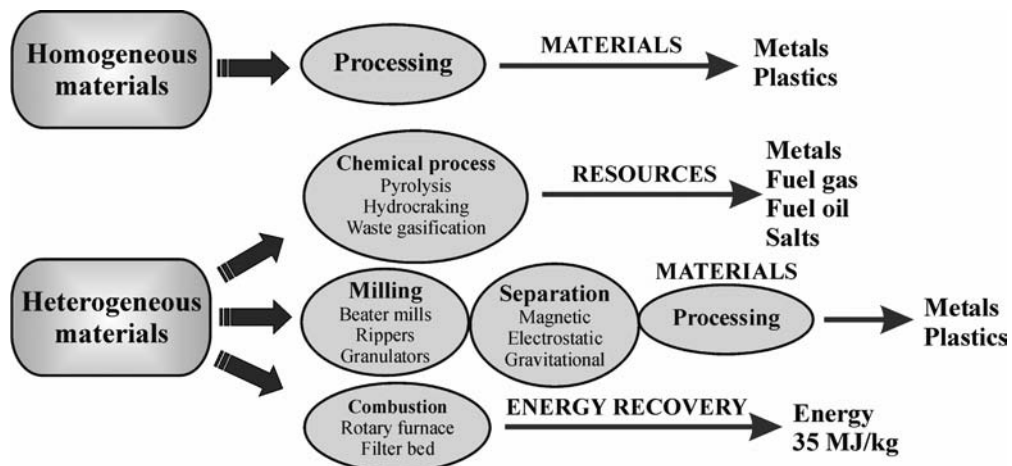 Homogeneous
materials
Processing
MATERIALS
Metals
Plastics
Chemical process
Pyrolysis
Hydrocraking
Waste gasification
RESOURCES
Metals
Fuel gas
Fuel oil
Salts
Heterogeneous
materials
Milling
Beater mills
Rippers
Granulators
Separation
Magnetic
Electrostatic
Gravitational
MATERIALS
Processing
Metals
Plastics
Combustion
Rotary furnace
Filter bed
ENERGY RECOVERY
Energy
35 MJ/kg